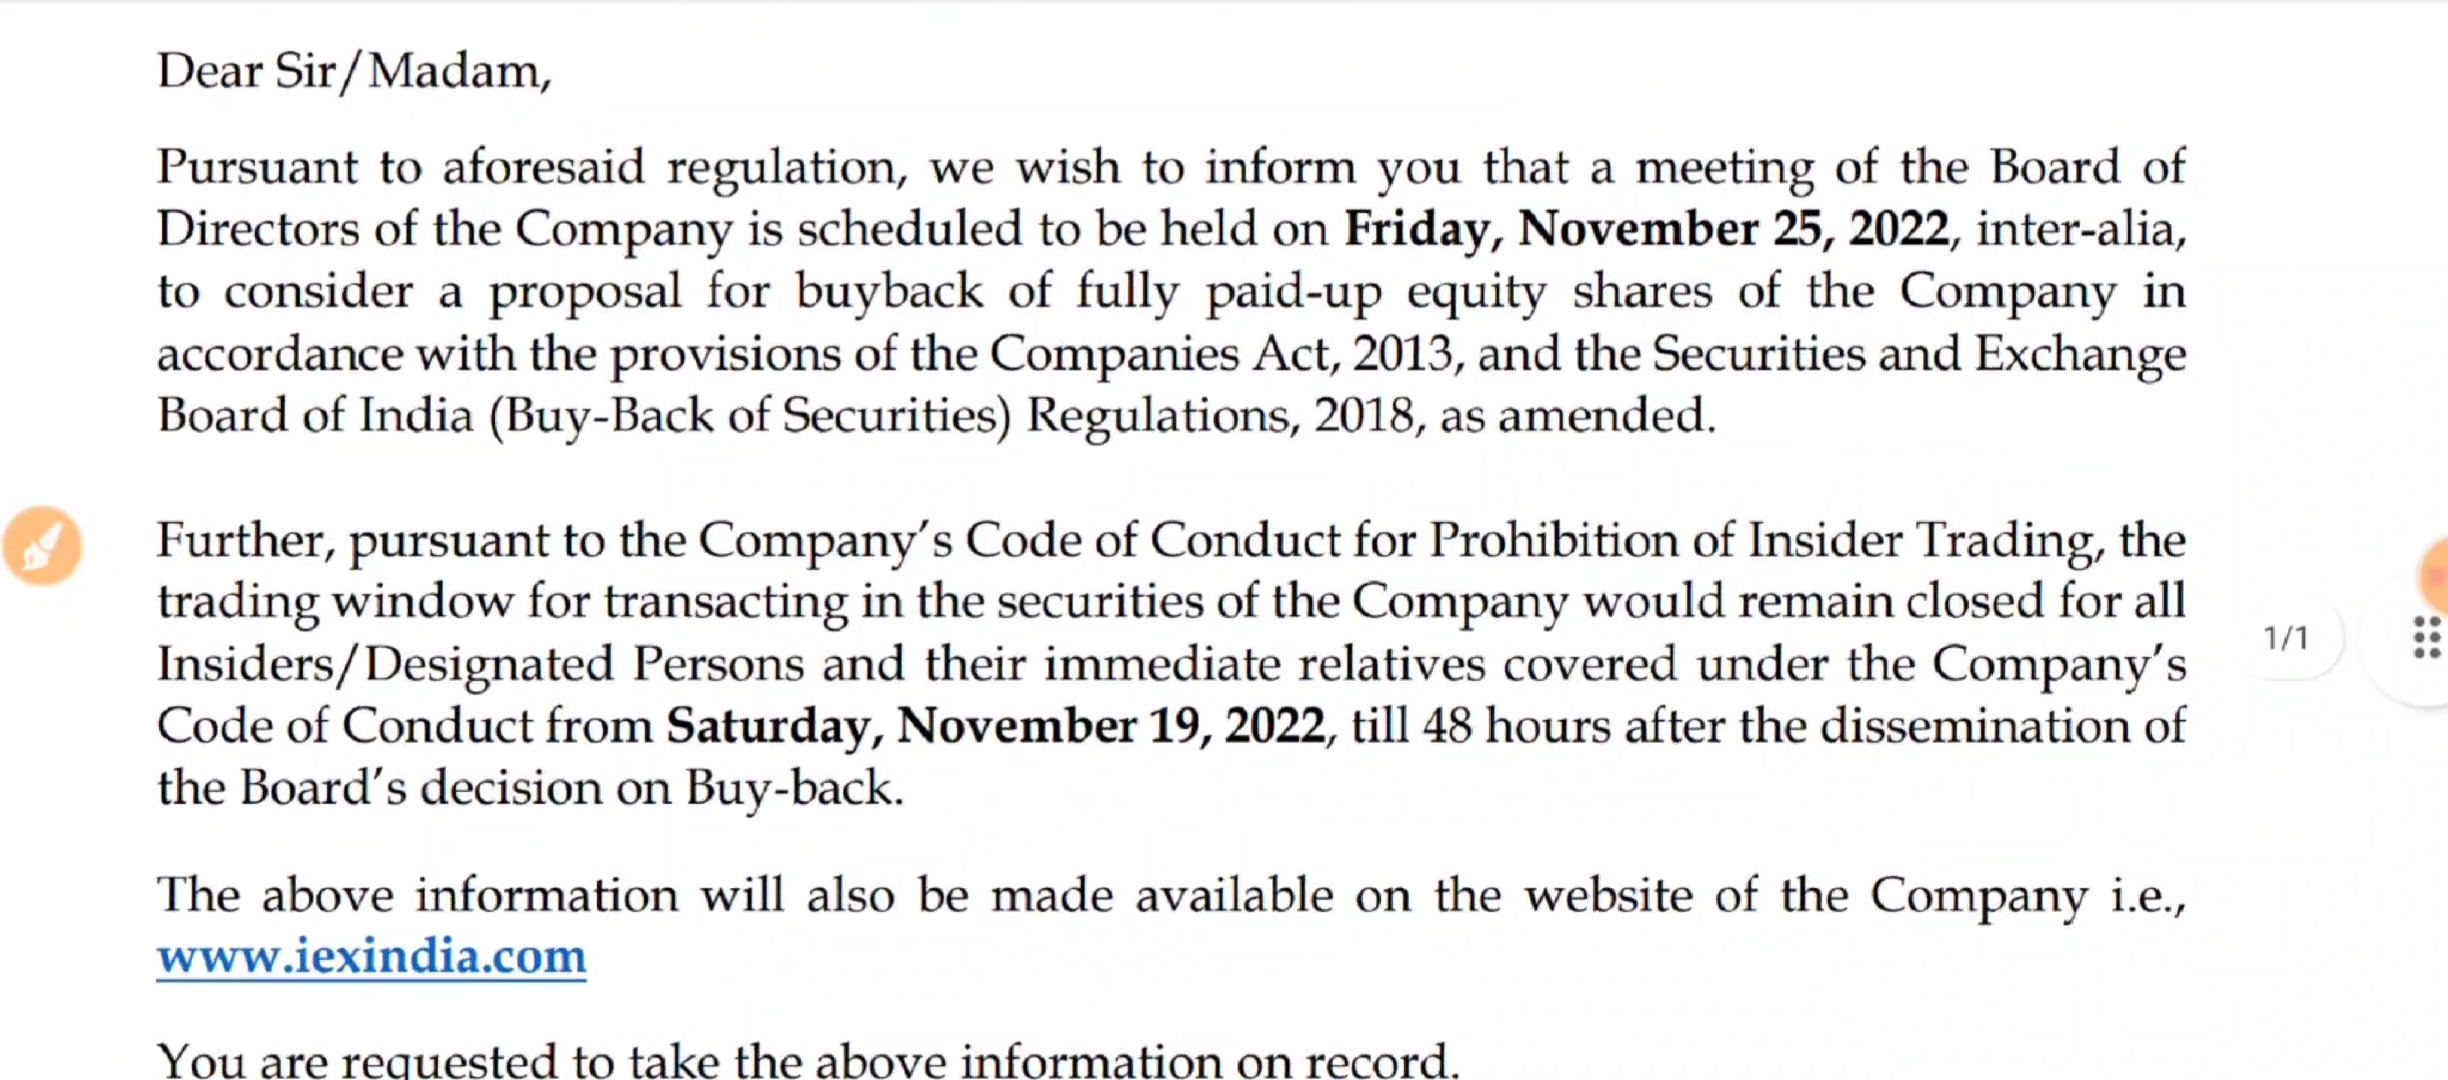 Dear Sir/Madam,
Pursuant to aforesaid regulation, we wish to inform you that a meeting of the Board of
Directors of the Company is scheduled to be held on Friday, November 25, 2022, inter-alia,
to consider a proposal for buyback of fully paid-up equity shares of the Company in
accordance with the provisions of the Companies Act, 2013, and the Securities and Exchange
Board of India (Buy-Back of Securities) Regulations, 2018, as amended.
Further, pursuant to the Company's Code of Conduct for Prohibition of Insider Trading, the
trading window for transacting in the securities of the Company would remain closed for all
Insiders/Designated Persons and their immediate relatives covered under the Company's
Code of Conduct from Saturday, November 19, 2022, till 48 hours after the dissemination of
the Board's decision on Buy-back.
1/1
The above information will also be made available on the website of the Company i.e.,
www.iexindia.com
You are requested to take the above information on record.